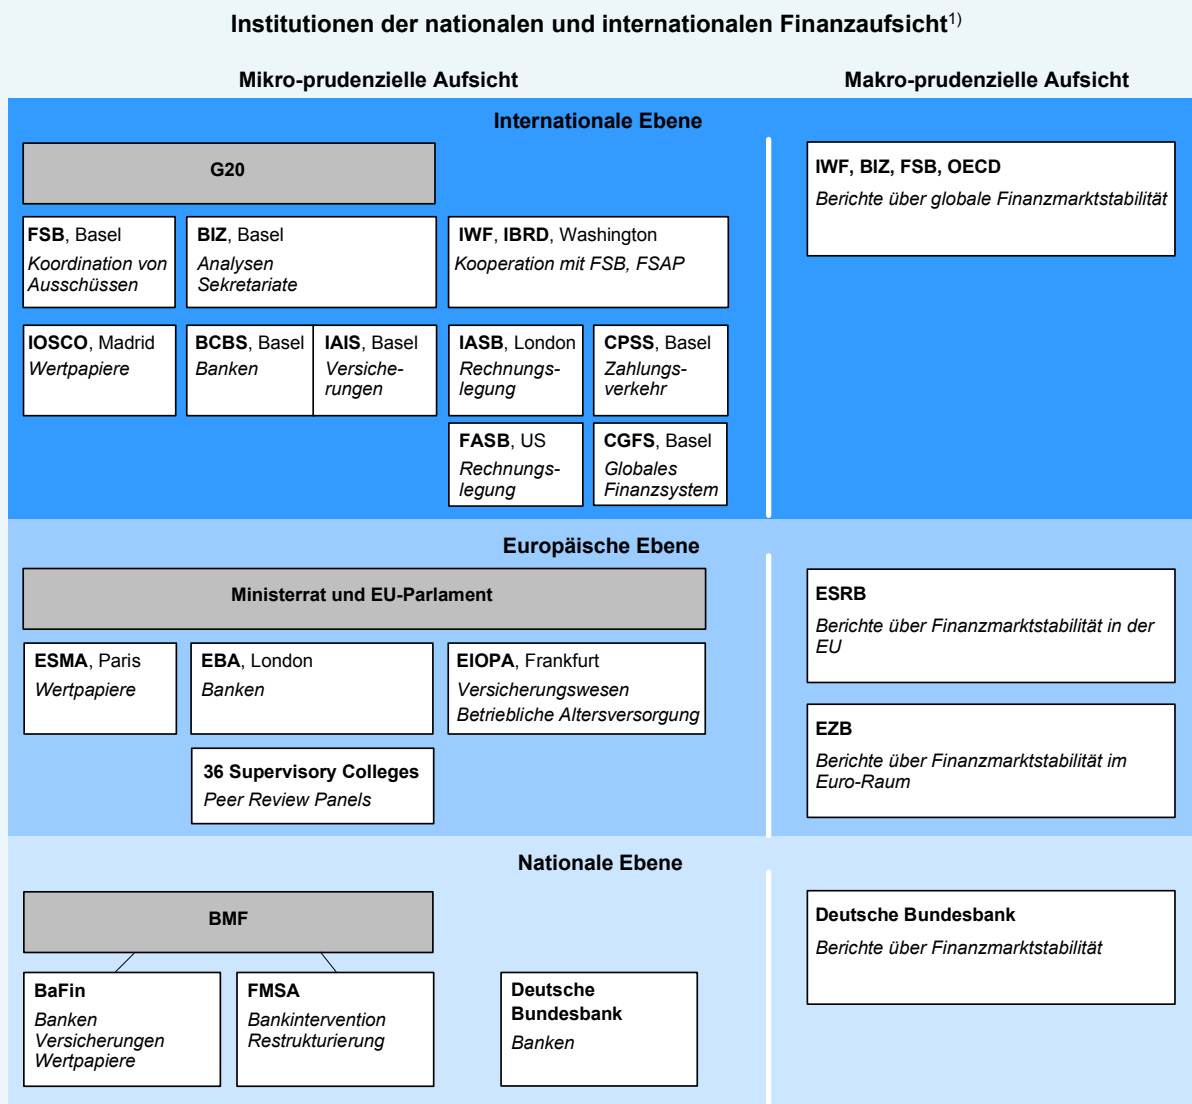 Institutionen der nationalen und internationalen Finanzaufsicht1)
Mikro-prudenzielle Aufsicht
Makro-prudenzielle Aufsicht
Internationale Ebene
G20
FSB, Basel
Koordination von
Ausschüssen
BIZ, Basel
Analysen
Sekretariate
IWF, IBRD, Washington
Kooperation mit FSB, FSAP
IOSCO, Madrid
Wertpapiere
BCBS, Basel
Banken
IAIS, Basel
Versiche-
rungen
IASB, London
Rechnungs-
legung
CPSS, Basel
Zahlungs-
verkehr
FASB, US
Rechnungs-
legung
CGFS, Basel
Globales
Finanzsystem
IWF, BIZ, FSB, OECD
Berichte über globale Finanzmarktstabilität
Europäische Ebene
Ministerrat und EU-Parlament
ESMA, Paris
Wertpapiere
EBA, London
Banken
EIOPA, Frankfurt
Versicherungswesen
Betriebliche Altersversorgung
36 Supervisory Colleges
Peer Review Panels
ESRB
Berichte über Finanzmarktstabilität in der
EU
EZB
Berichte über Finanzmarktstabilität im
Euro-Raum
Nationale Ebene
BMF
BaFin
Banken
Versicherungen
Wertpapiere
FMSA
Bankintervention
Restrukturierung
Deutsche
Bundesbank
Banken
Deutsche Bundesbank
Berichte über Finanzmarktstabilität